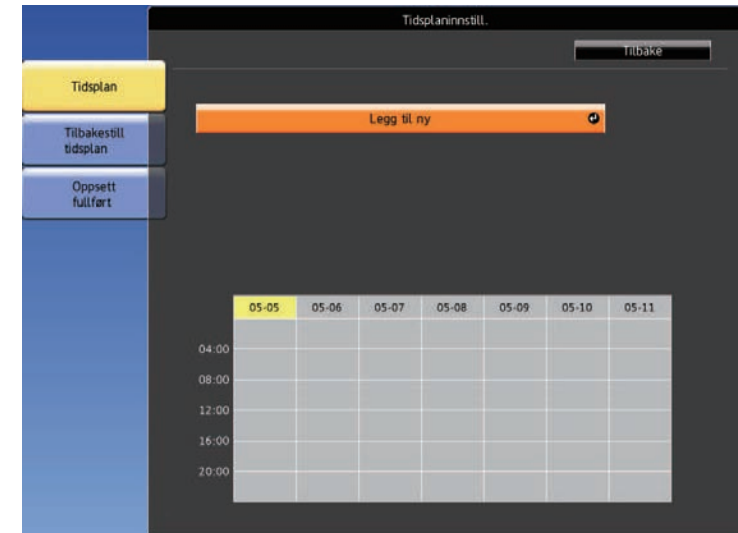 Tidsplaninnstill.
Tilbake
Tidsplan
Legg til ny
Tilbakestill
tidsplan
Oppsett
fullført
05-05 05-06 05-07 05-08 05-09 05-10 05-11
04:00
08:00
12:00
16:00
20:00